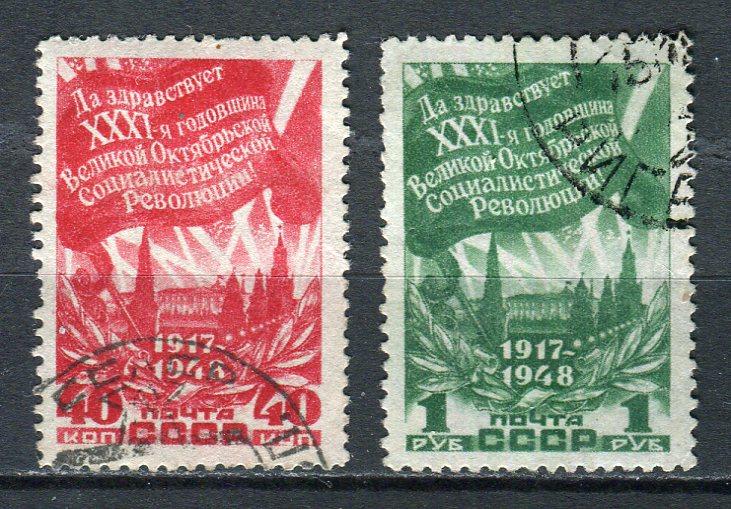 Да здравствует
XXXI-я годовщина
Великой Октябрьской
Социалистической
Революции!
1917-
1948
40 ПОЧТА 40
КОП СССР КОП
Да здравствует
XXXI-я годовщина
Великой Октябрьской
Социалистической
Революции!
1917-
1948
1 ПОЧТА 1
РУБ СССР РУБ